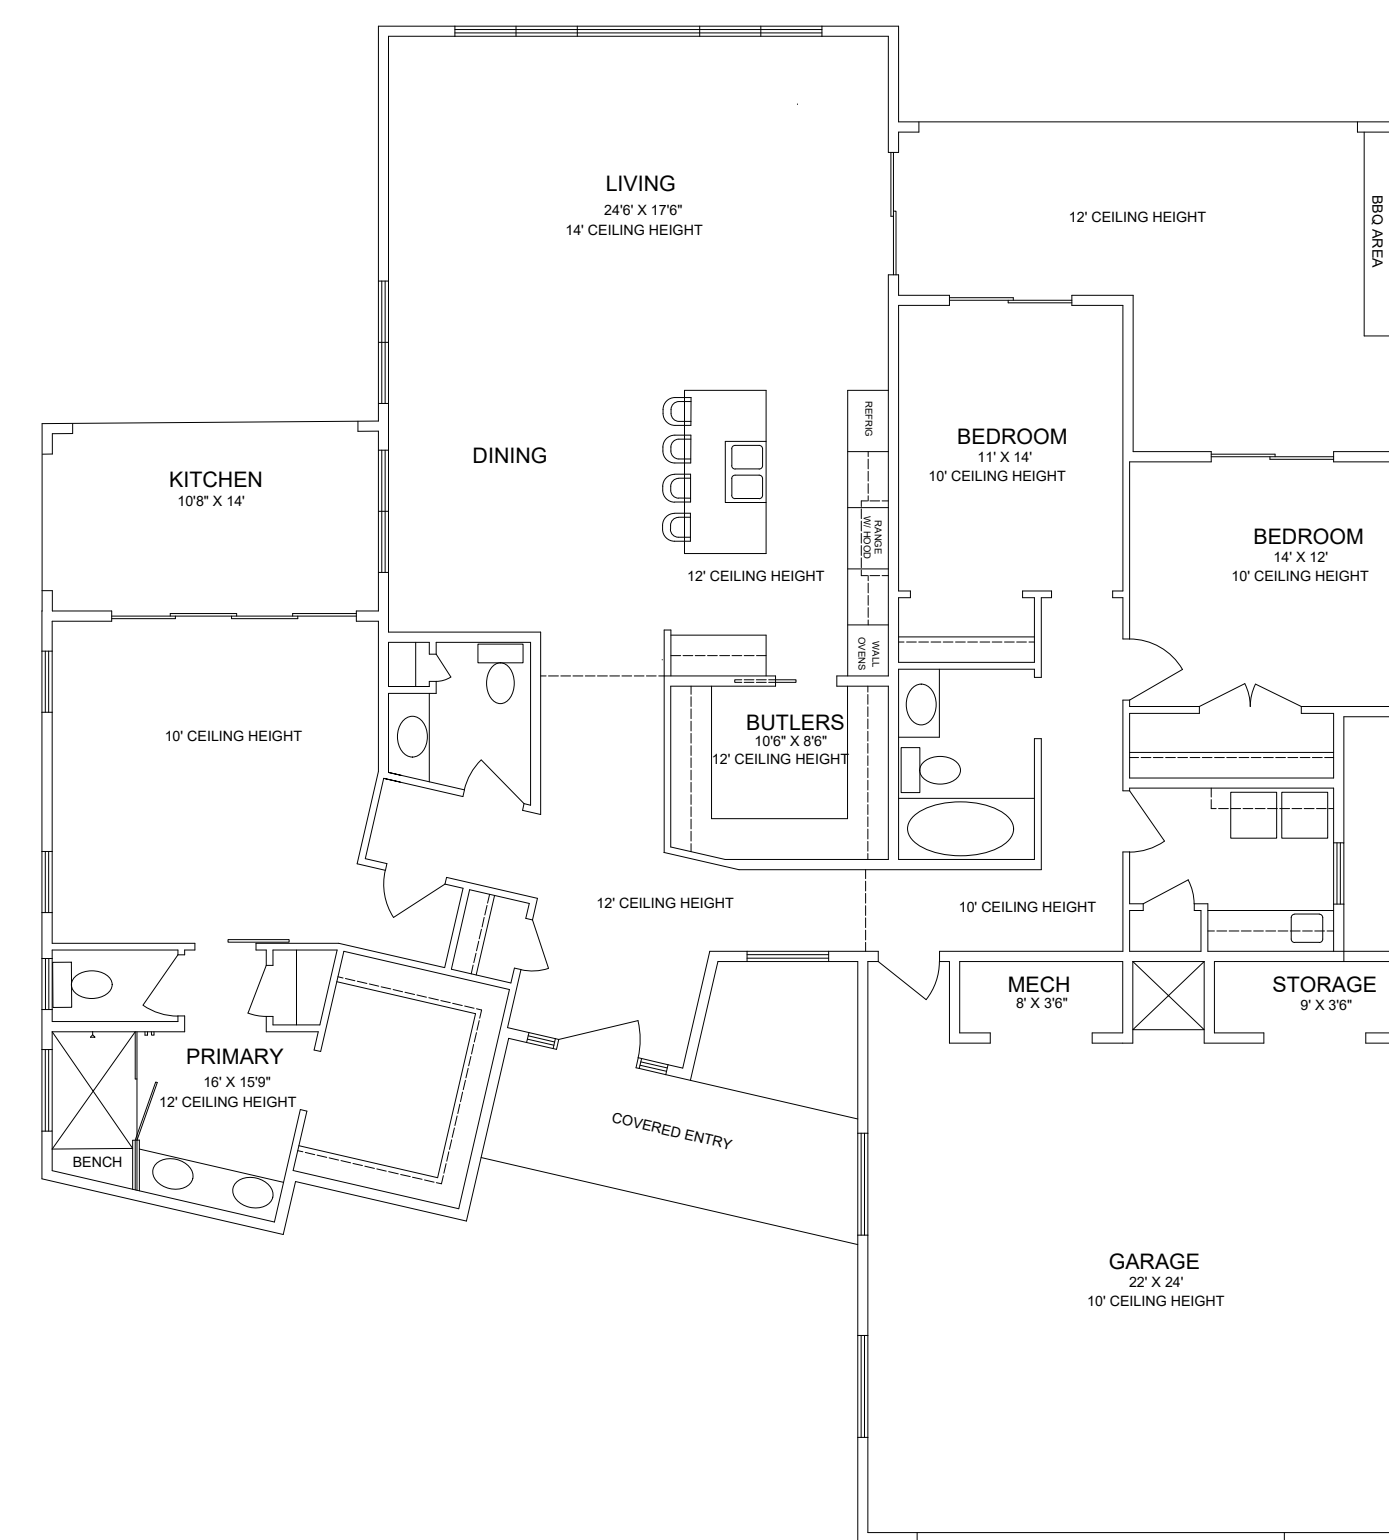 LIVING
24'6' X 17'6"
14' CEILING HEIGHT
12' CEILING HEIGHT
BBQ AREA
REFRIG
BEDROOM
11' X 14'
10' CEILING HEIGHT
DINING
KITCHEN
10'8" X 14'
RANGE
W/ HOOD
BEDROOM
14' X 12'
10' CEILING HEIGHT
12' CEILING HEIGHT
WALL
OVENS
10' CEILING HEIGHT
BUTLERS
10'6" X 8'6"
12' CEILING HEIGHT
12' CEILING HEIGHT
10' CEILING HEIGHT
MECH
8' X 3'6"
STORAGE
9' X 3'6"
PRIMARY
16' X 15'9"
12' CEILING HEIGHT
BENCH
COVERED ENTRY
GARAGE
22' X 24'
10' CEILING HEIGHT